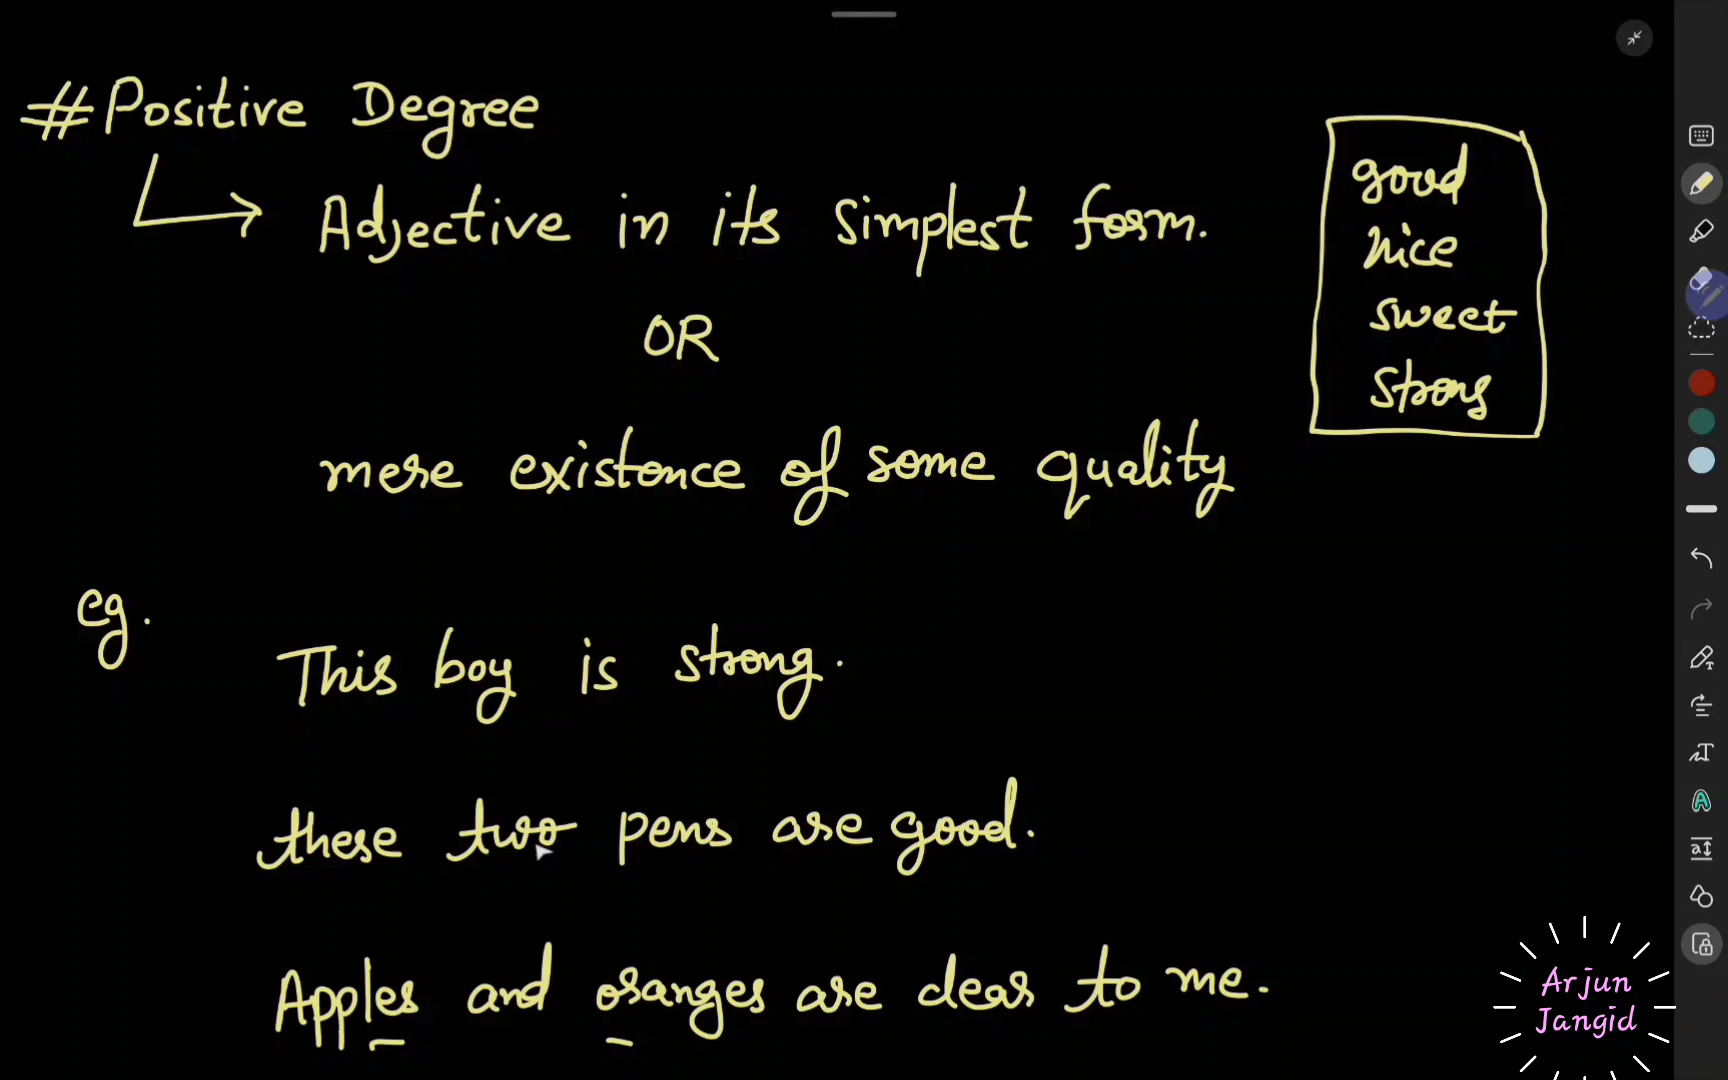 #Positive Degree
Adjective in its simplest form.
OR
mere existence of some quality
good
nice
sweet
strong
eg.
This boy is strong.
these two pens are good.
Apples and oranges are dear to me.
Arjun
Jangid